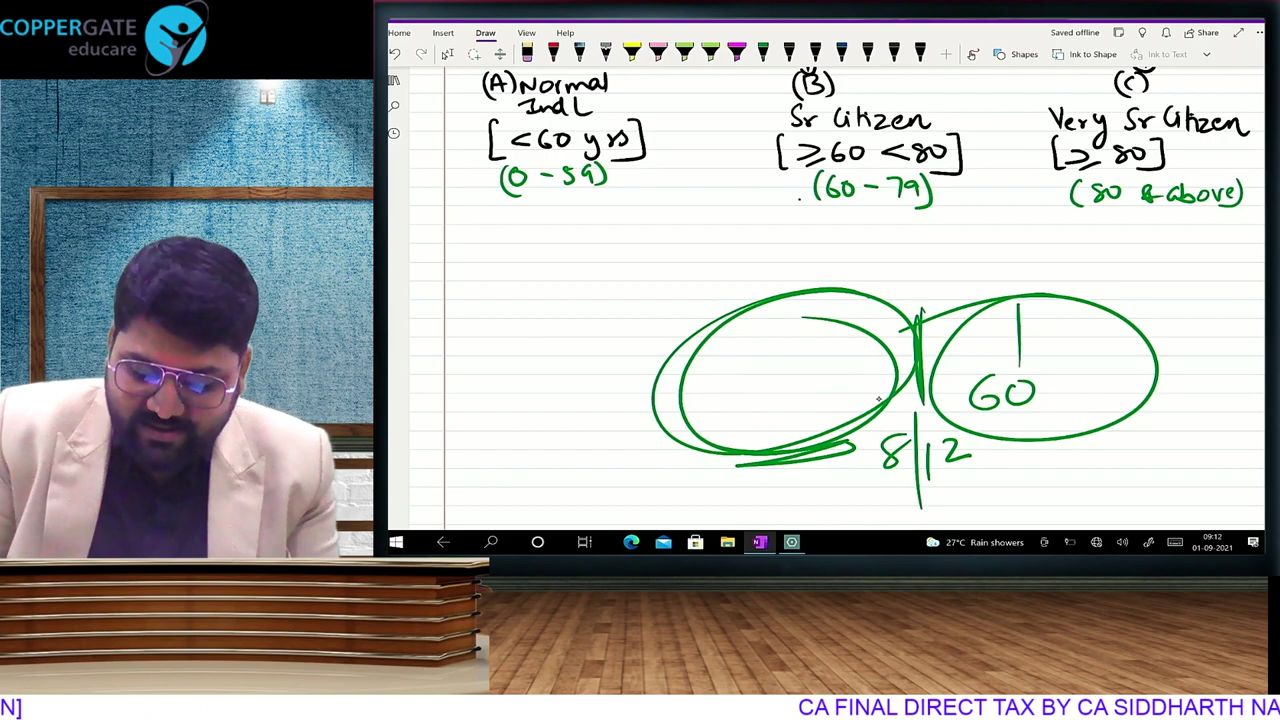 COPPERGATE
educare
Home Insert Draw View Help
Saved offline
Share
Shapes
Ink to Shape
Ink to Text
(A) Normal
Indl
[<60 yrs]
(0 - 59)
(B)
Sr Citizen
[≥60 <80]
(60 - 79)
(C)
Very Sr Citizen
[≥ 80]
(80 & above)
60
8/12
27°C Rain showers
09:12
01-09-2021
N]
CA FINAL DIRECT TAX BY CA SIDDHARTH NA